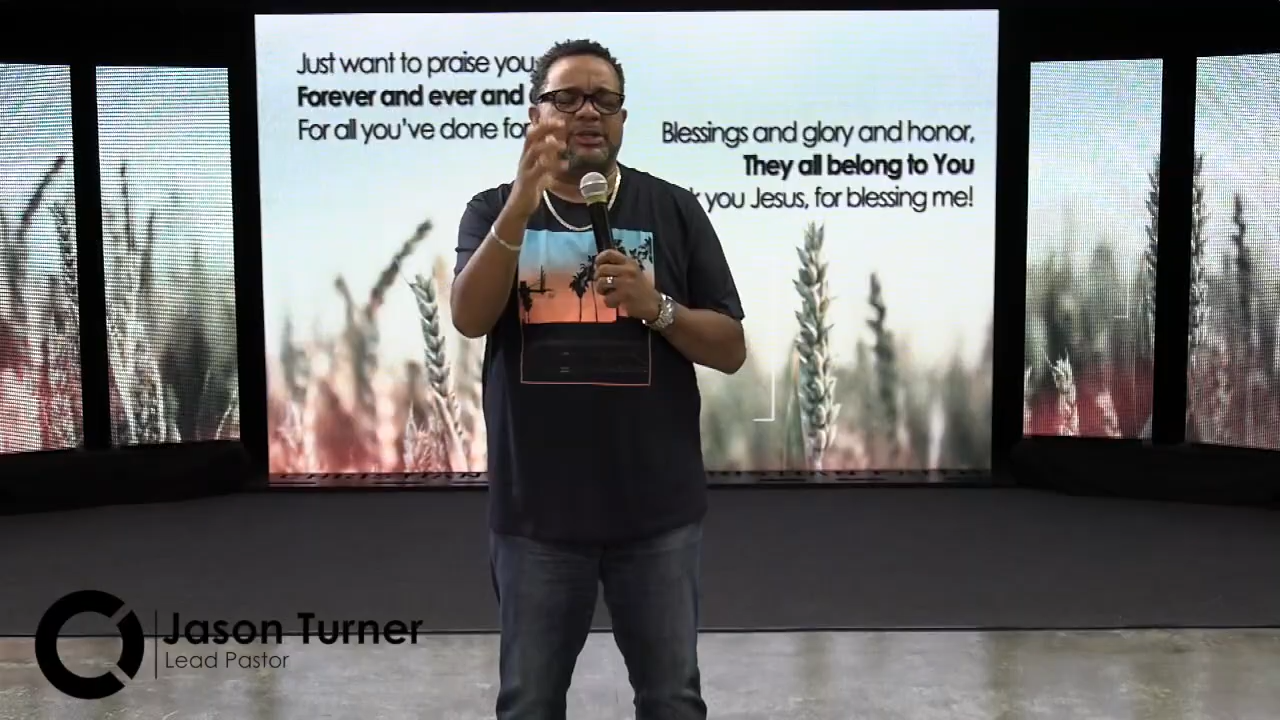 Just want to praise you
Forever and ever and
For all you've done for
Blessings and glory and honor,
They all belong to You
you Jesus, for blessing me!
CHRISTIAN
Jason Turner
Lead Pastor